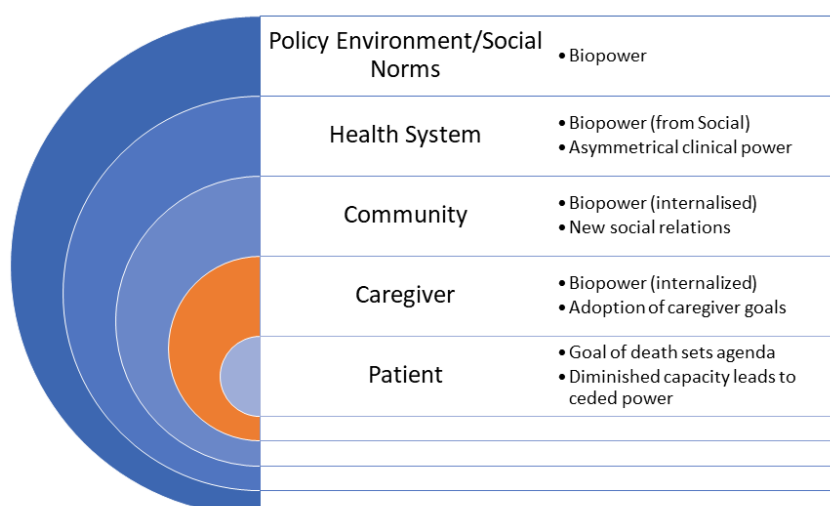 Policy Environment/Social
Norms
• Biopower
Health System
• Biopower (from Social)
• Asymmetrical clinical power
Community
• Biopower (internalised)
• New social relations
Caregiver
• Biopower (internalized)
• Adoption of caregiver goals
Patient
• Goal of death sets agenda
• Diminished capacity leads to
ceded power